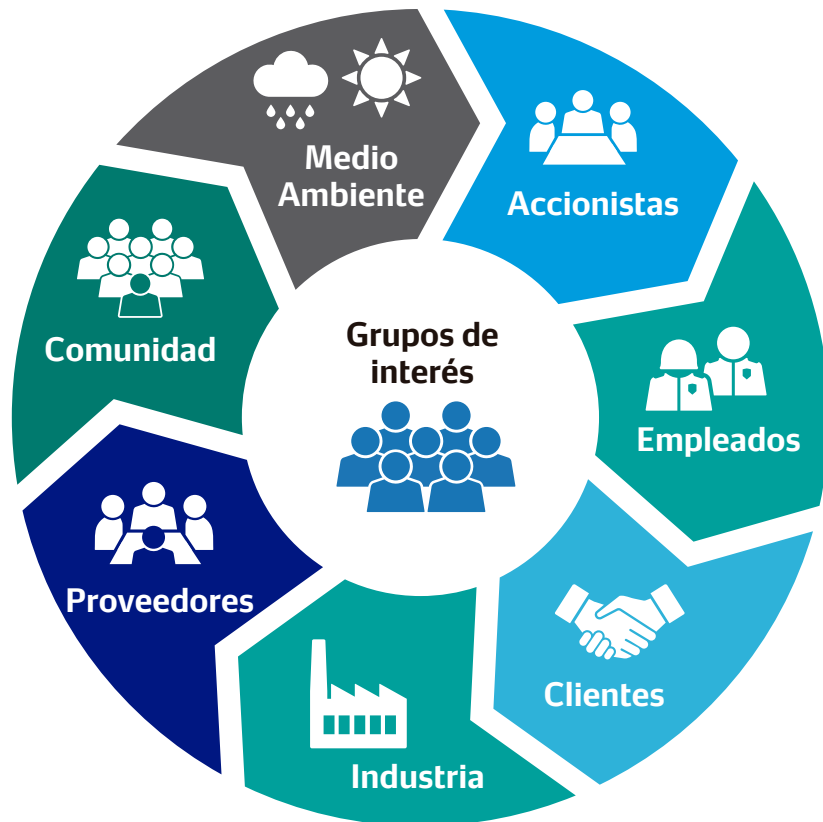 Medio
Ambiente
Accionistas
Empleados
Clientes
Industria
Proveedores
Comunidad
Grupos de
interés